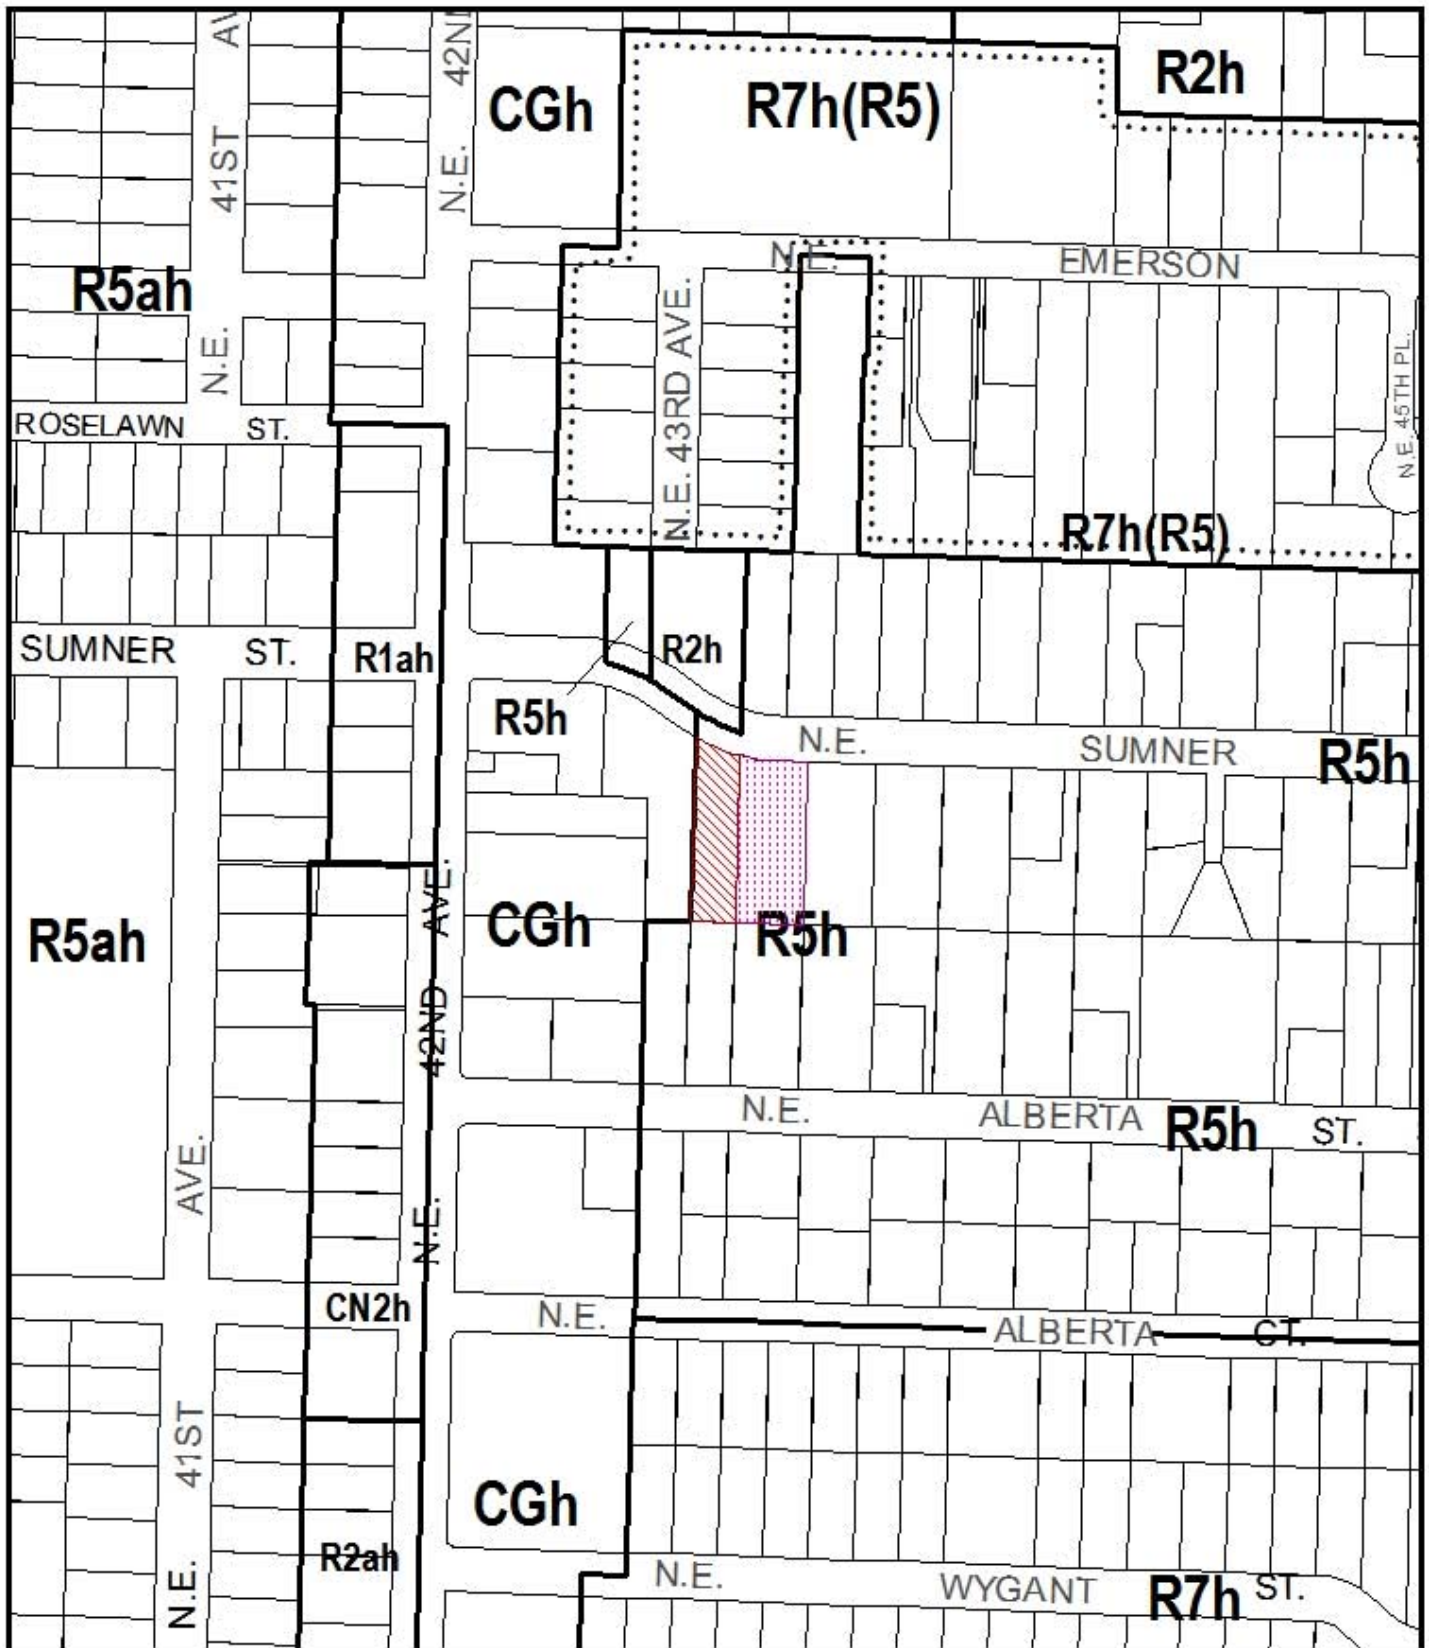 AV
41ST
N.E.
42N
N.E.
CGh
R7h(R5)
R2h
R5ah
N.E.
EMERSON
N.E. 43RD AVE.
N.E. 45TH PL.
ROSELAWN ST.
R7h(R5)
SUMNER ST.
R1ah
R2h
R5h
N.E. SUMNER
R5h
R5ah
AVE.
42ND
N.E.
CGh
R5h
N.E. ALBERTA ST.
R5h
AVE.
41ST
N.E.
CN2h
N.E. ALBERTA CT.
CGh
R2ah
N.E. WYGANT ST.
R7h